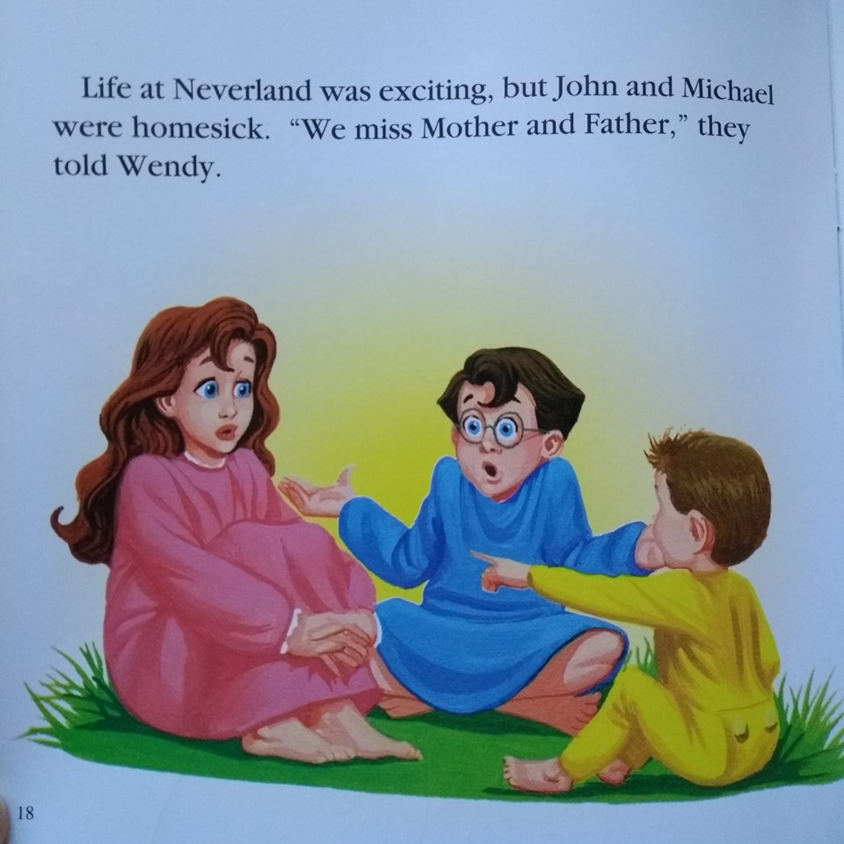 Life at Neverland was exciting, but John and Michael
were homesick. “We miss Mother and Father,” they
told Wendy.
18